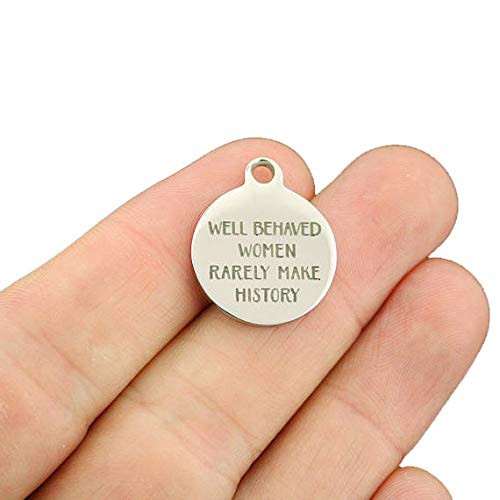 WELL BEHAVED
WOMEN
RARELY MAKE
HISTORY